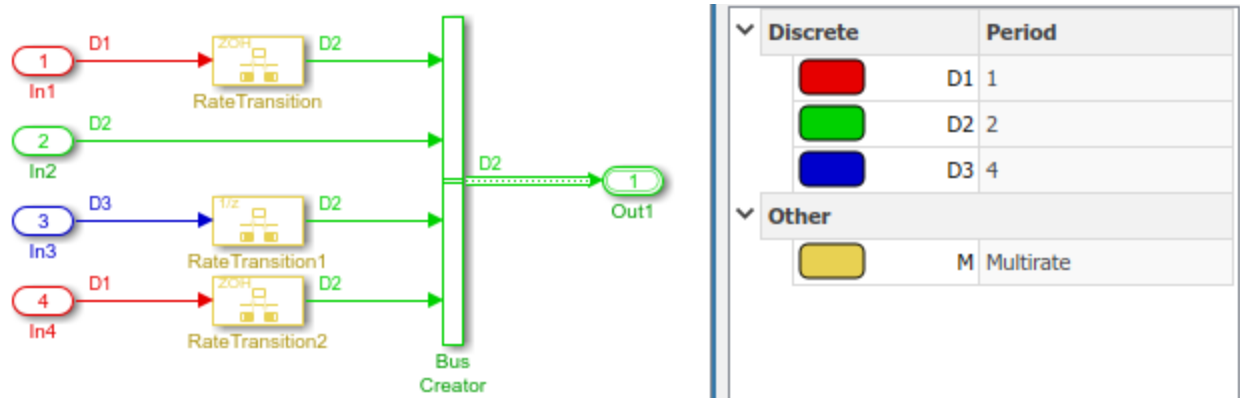 D1
1
In1
ZOH
RateTransition
D2
D2
2
In2
D3
3
In3
1/z
RateTransition1
D2
D1
4
In4
ZOH
RateTransition2
D2
Bus
Creator
D2
1
Out1
Discrete Period
D1 1
D2 2
D3 4
Other
M Multirate